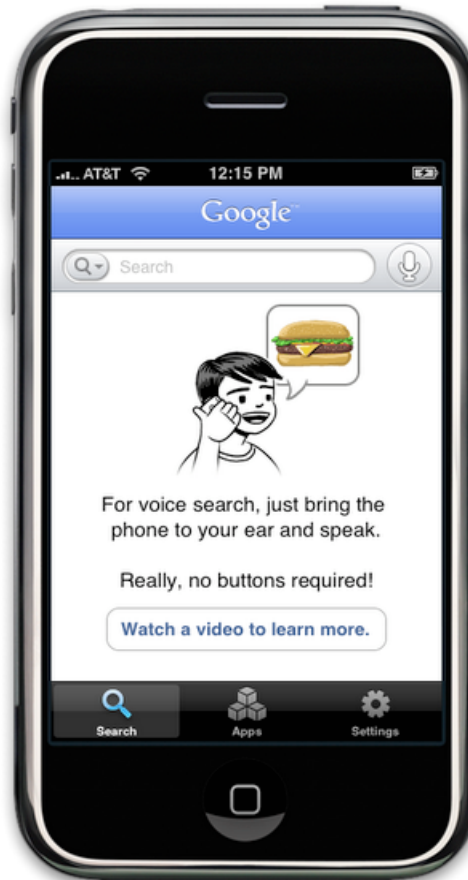 AT&T 12:15 PM
Google™
Search
For voice search, just bring the
phone to your ear and speak.
Really, no buttons required!
Watch a video to learn more.
Search Apps Settings